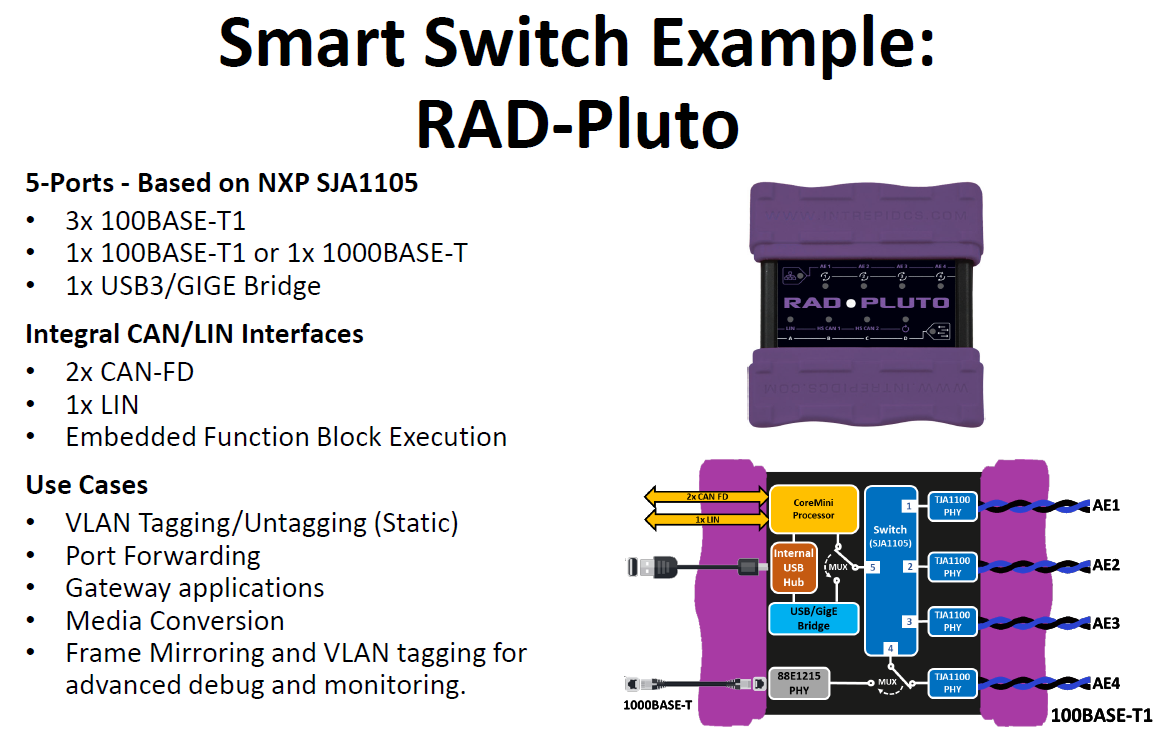 Smart Switch Example:
RAD-Pluto
5-Ports - Based on NXP SJA1105
• 3x 100BASE-T1
• 1x 100BASE-T1 or 1x 1000BASE-T
• 1x USB3/GIGE Bridge
Integral CAN/LIN Interfaces
• 2x CAN-FD
• 1x LIN
• Embedded Function Block Execution
Use Cases
• VLAN Tagging/Untagging (Static)
• Port Forwarding
• Gateway applications
• Media Conversion
• Frame Mirroring and VLAN tagging for
advanced debug and monitoring.
WWW.INTREPIDCS.COM
AE 1 AE 2 AE 3 AE 4
RAD PLUTO
LIN HS CAN 1 HS CAN 2
A B C D
WWW.INTREPIDCS.COM
2x CAN FD
1x LIN
CoreMini
Processor
Internal
USB
Hub
MUX
USB/GigE
Bridge
Switch
(SJA1105)
1
2
3
4
5
TJA1100
PHY
AE1
TJA1100
PHY
AE2
TJA1100
PHY
AE3
TJA1100
PHY
AE4
88E1215
PHY
MUX
1000BASE-T
100BASE-T1